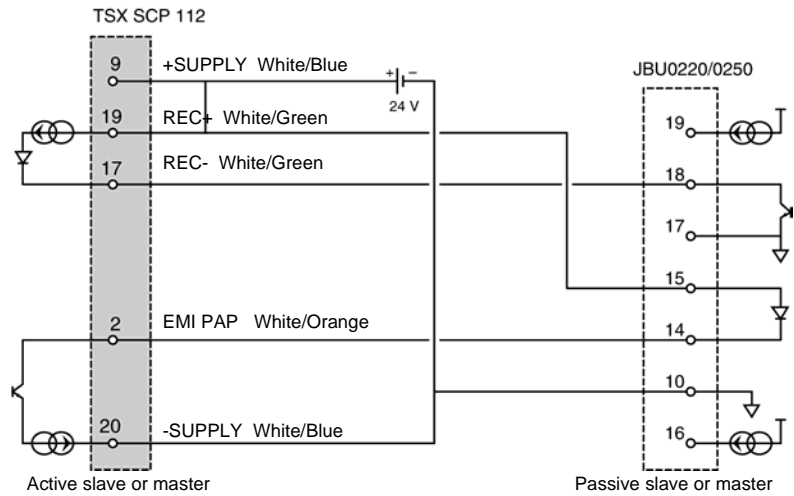 TSX SCP 112
9 +SUPPLY White/Blue
+ −
24 V
JBU0220/0250
19 REC+ White/Green
19
17 REC- White/Green
18
17
15
2 EMI PAP White/Orange
14
10
20 -SUPPLY White/Blue
16
Active slave or master
Passive slave or master